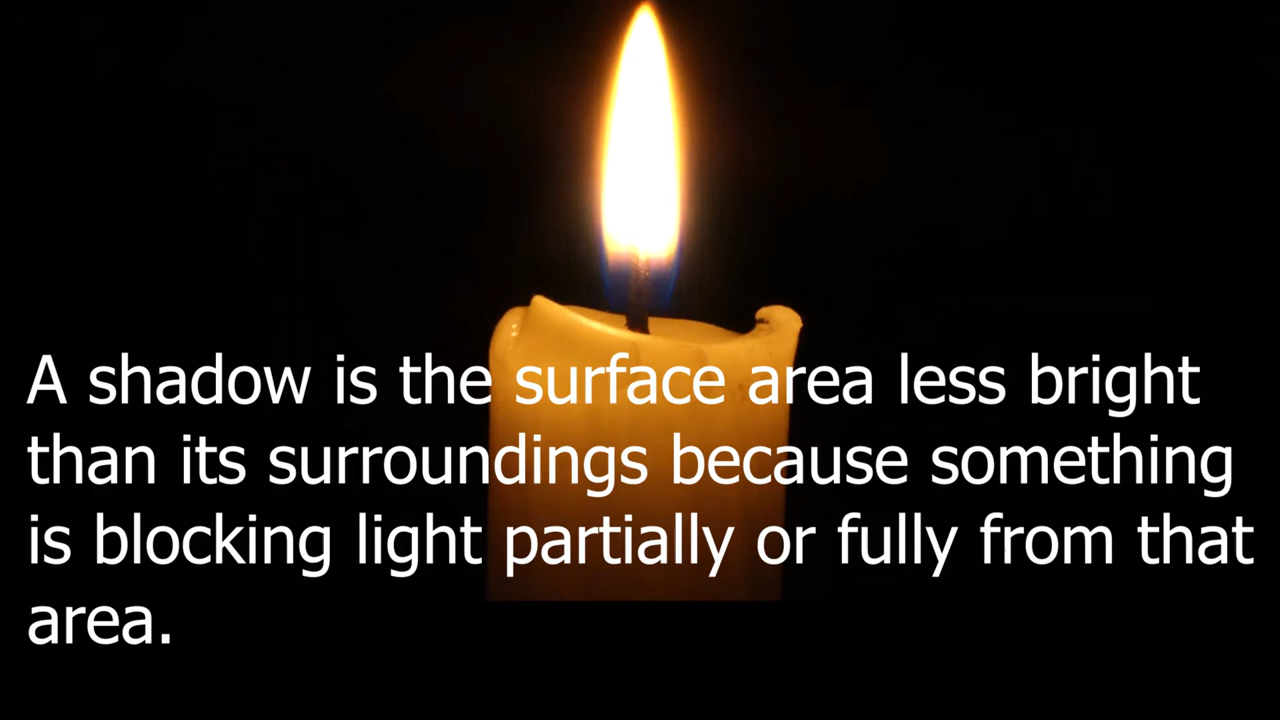 A shadow is the surface area less bright
than its surroundings because something
is blocking light partially or fully from that
area.